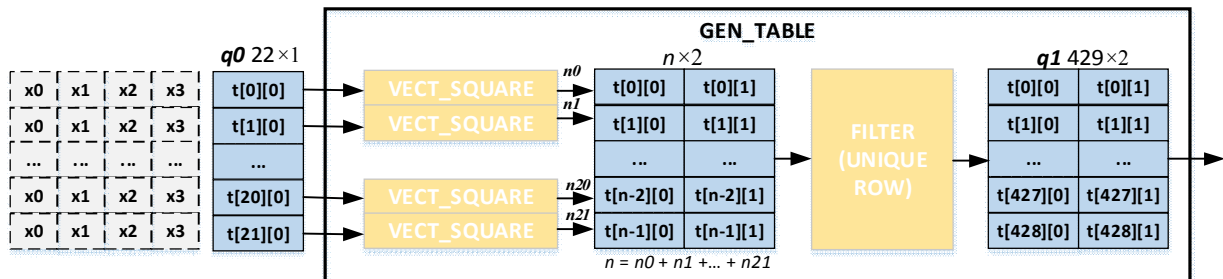 GEN_TABLE
q0 22×1
n×2
q1 429×2
x0 x1 x2 x3 t[0][0] VECT_SQUARE n0 t[0][0] t[0][1] t[0][0] t[0][1]
x0 x1 x2 x3 t[1][0] VECT_SQUARE n1 t[1][0] t[1][1] t[1][0] t[1][1]
... ... ... ... ... ... ... ... ...
FILTER
(UNIQUE
ROW)
x0 x1 x2 x3 t[20][0] VECT_SQUARE n20 t[n-2][0] t[n-2][1] t[427][0] t[427][1]
x0 x1 x2 x3 t[21][0] VECT_SQUARE n21 t[n-1][0] t[n-1][1] t[428][0] t[428][1]
n = n0 + n1 +... + n21